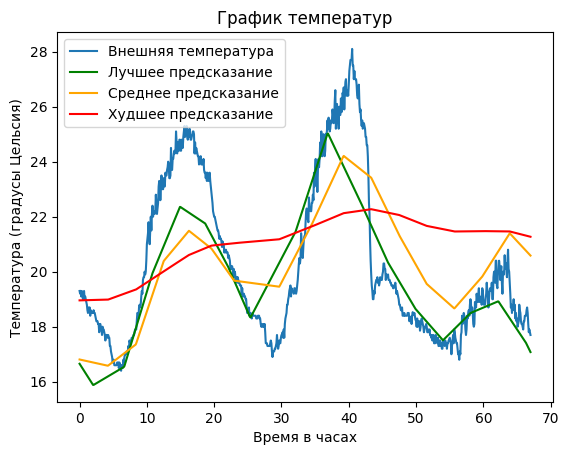 График температур
Внешняя температура
Лучшее предсказание
Среднее предсказание
Худшее предсказание
Температура (градусы Цельсия)
28
26
24
22
20
18
16
0 10 20 30 40 50 60 70
Время в часах